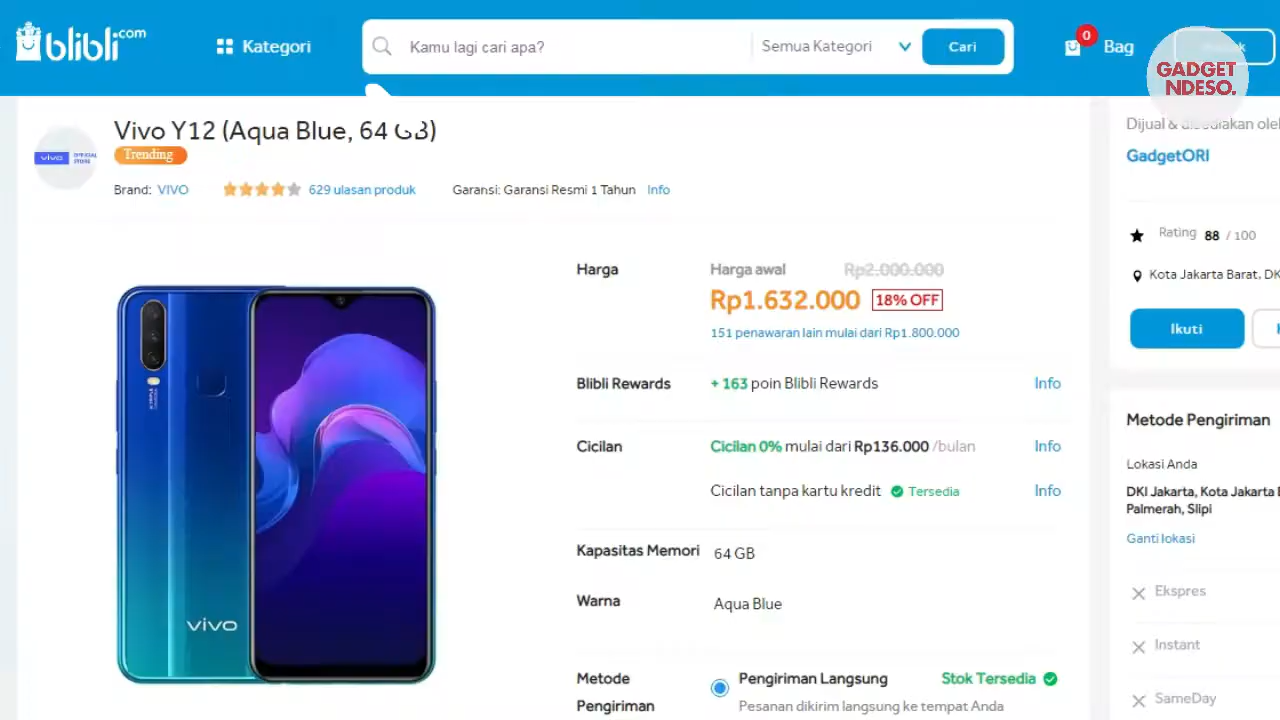 blibli.com
Kategori
Kamu lagi cari apa?
Semua Kategori
Cari
0
Bag
GADGET
NDESO.
vivo OFFICIAL STORE
Vivo Y12 (Aqua Blue, 64 GB)
Trending
Brand: VIVO
629 ulasan produk
Garansi: Garansi Resmi 1 Tahun Info
Harga
Harga awal Rp2.000.000
Rp1.632.000 18% OFF
151 penawaran lain mulai dari Rp1.800.000
Blibli Rewards
+ 163 poin Blibli Rewards
Info
Cicilan
Cicilan 0% mulai dari Rp136.000 /bulan
Info
Cicilan tanpa kartu kredit Tersedia
Info
Kapasitas Memori
64 GB
Warna
Aqua Blue
Metode
Pengiriman
Pengiriman Langsung
Stok Tersedia
Pesanan dikirim langsung ke tempat Anda
vivo
Dijual & disediakan oleh
GadgetORI
Rating 88 / 100
Kota Jakarta Barat, DK
Ikuti
Metode Pengiriman
Lokasi Anda
DKI Jakarta, Kota Jakarta
Palmerah, Slipi
Ganti lokasi
Ekspres
Instant
SameDay